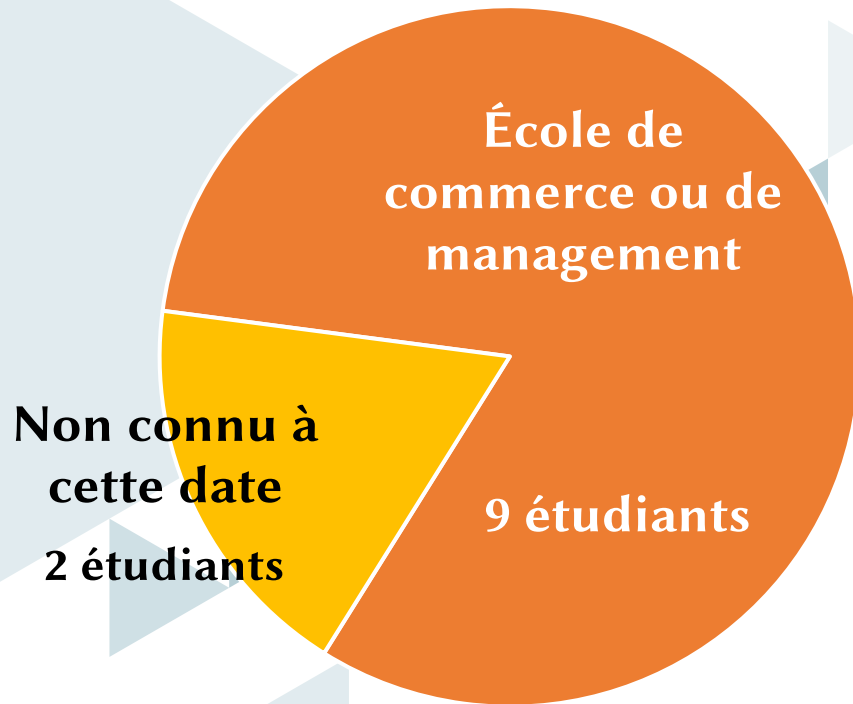 École de
commerce ou de
management
9 étudiants
Non connu à
cette date
2 étudiants